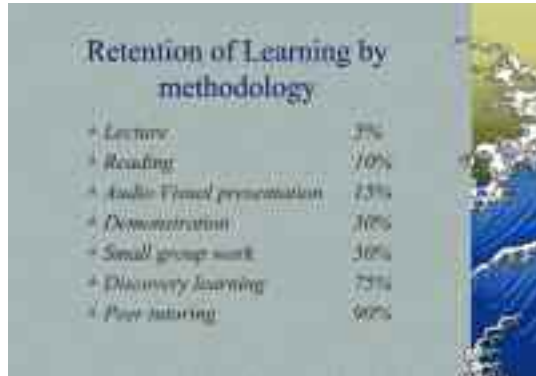 Retention of Learning by
methodology
+ Lecture 5%
+ Reading 10%
+ Audio Visual presentation 15%
+ Demonstration 30%
+ Small group work 50%
+ Discovery learning 75%
+ Peer tutoring 90%